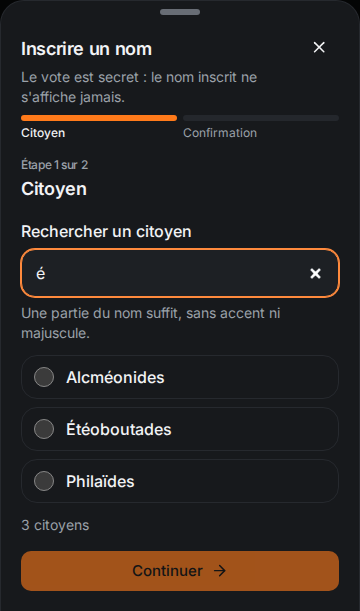 Inscrire un nom
Le vote est secret : le nom inscrit ne
s'affiche jamais.
Citoyen
Confirmation
Étape 1 sur 2
Citoyen
Rechercher un citoyen
é
Une partie du nom suffit, sans accent ni
majuscule.
Alcméonides
Étéoboutades
Philaïdes
3 citoyens
Continuer →